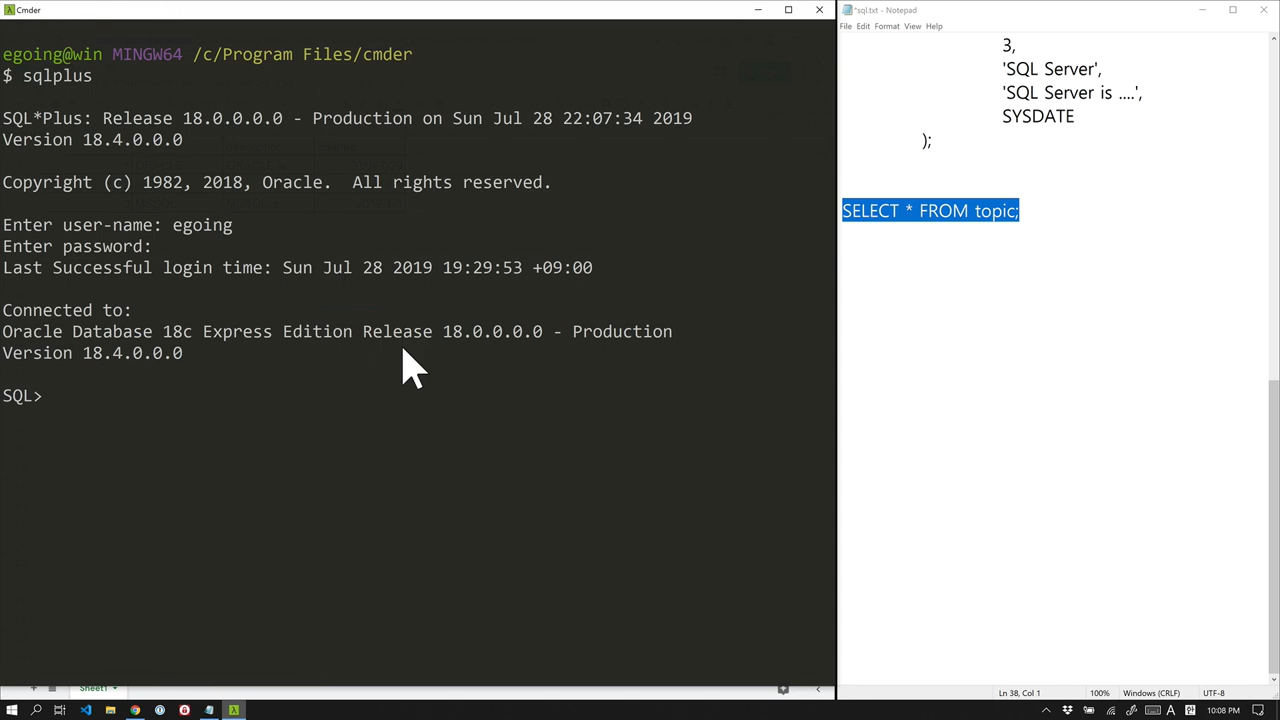 Cmder
egoing@win MINGW64 /c/Program Files/cmder
$ sqlplus
SQL*Plus: Release 18.0.0.0.0 - Production on Sun Jul 28 22:07:34 2019
Version 18.4.0.0.0
Copyright (c) 1982, 2018, Oracle.  All rights reserved.
Enter user-name: egoing
Enter password:
Last Successful login time: Sun Jul 28 2019 19:29:53 +09:00
Connected to:
Oracle Database 18c Express Edition Release 18.0.0.0.0 - Production
Version 18.4.0.0.0
SQL>
Sheet1
*sql.txt - Notepad
File Edit Format View Help
3,
'SQL Server',
'SQL Server is ....',
SYSDATE
);
SELECT * FROM topic;
Ln 38, Col 1 100% Windows (CRLF) UTF-8
A 10:08 PM